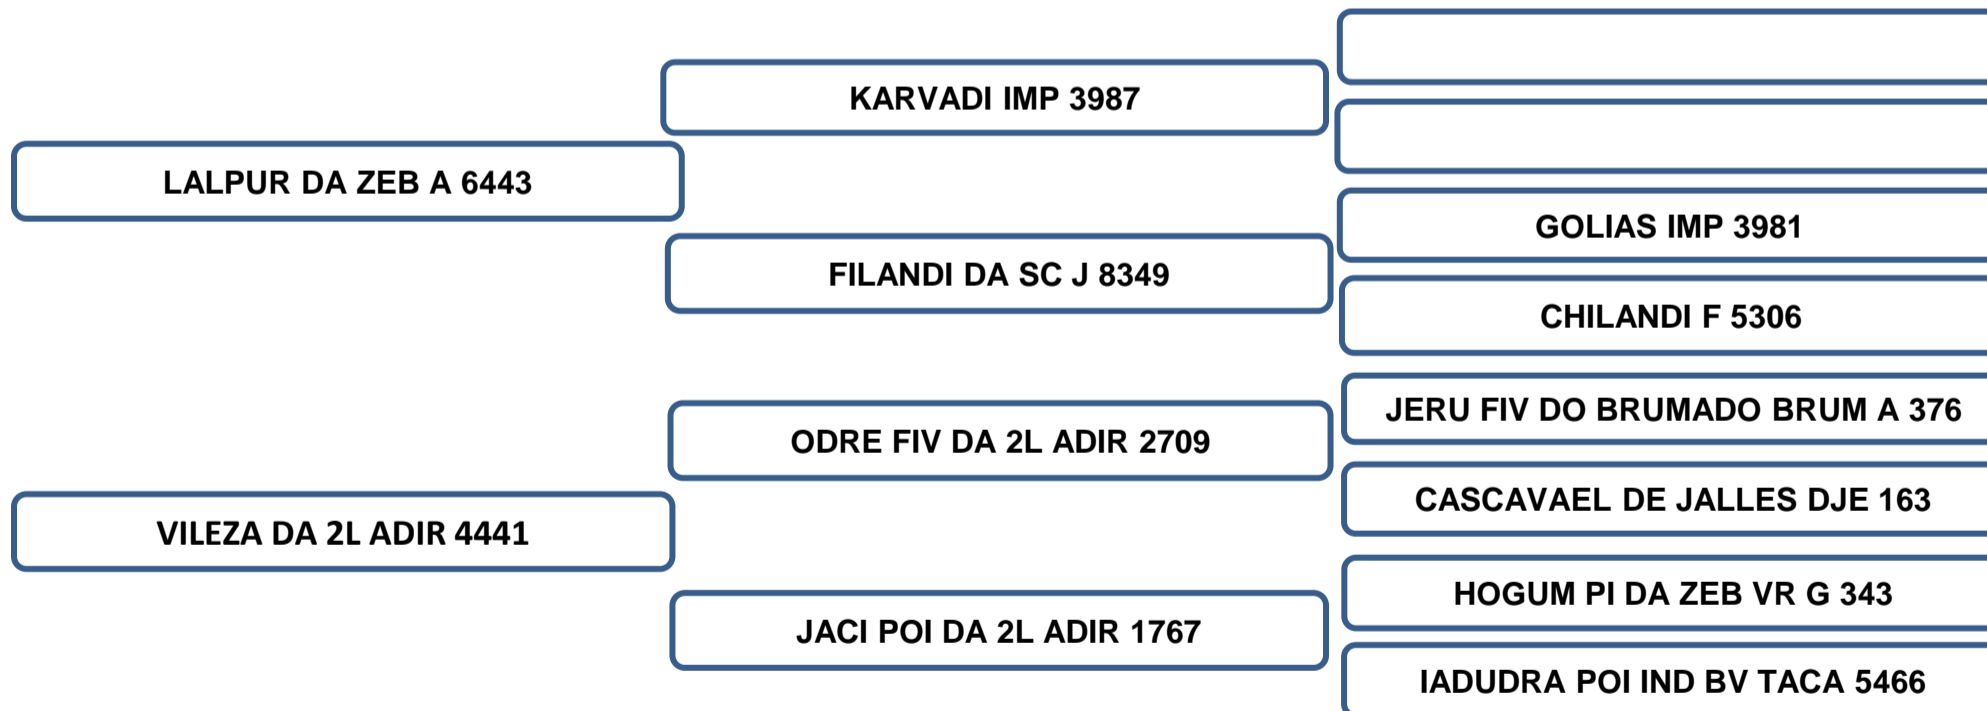 KARVADI IMP 3987
LALPUR DA ZEB A 6443
GOLIAS IMP 3981
FILANDI DA SC J 8349
CHILANDI F 5306
JERU FIV DO BRUMADO BRUM A 376
ODRE FIV DA 2L ADIR 2709
CASCAVAEL DE JALLES DJE 163
VILEZA DA 2L ADIR 4441
HOGUM PI DA ZEB VR G 343
JACI POI DA 2L ADIR 1767
IADUDRA POI IND BV TACA 5466